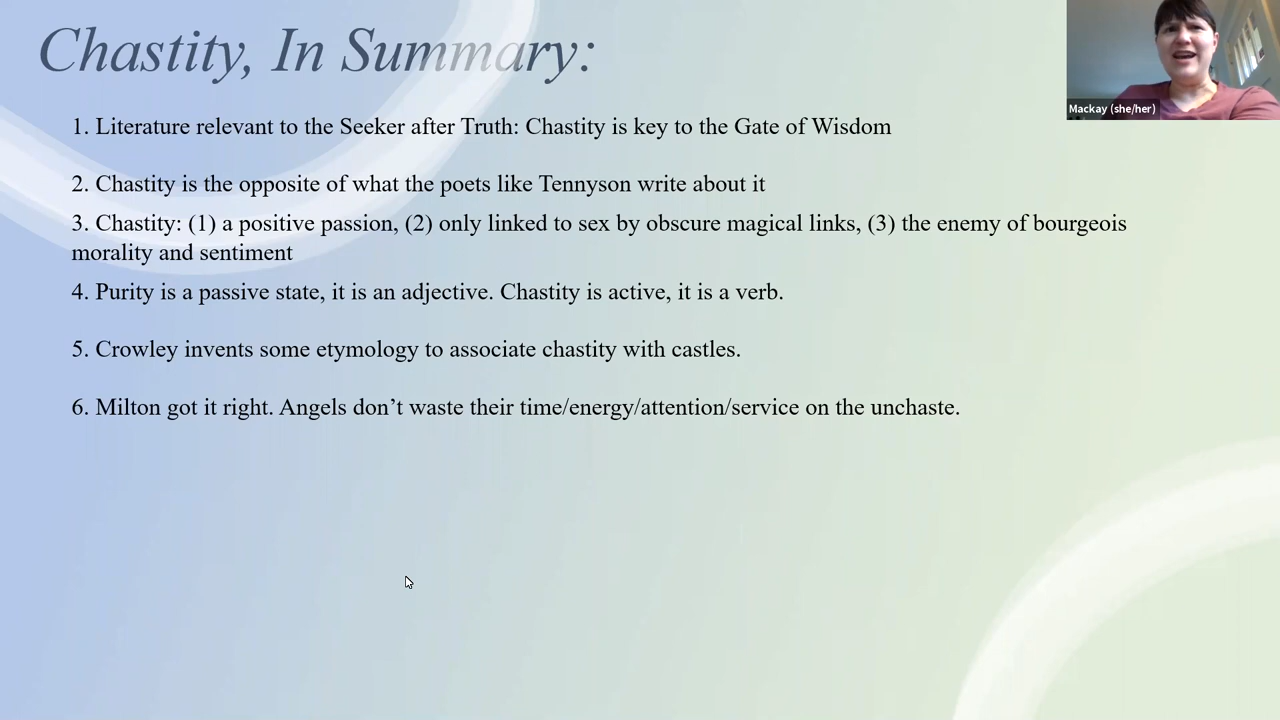 Chastity, In Summary:
Mackay (she/her)
1. Literature relevant to the Seeker after Truth: Chastity is key to the Gate of Wisdom
2. Chastity is the opposite of what the poets like Tennyson write about it
3. Chastity: (1) a positive passion, (2) only linked to sex by obscure magical links, (3) the enemy of bourgeois
morality and sentiment
4. Purity is a passive state, it is an adjective. Chastity is active, it is a verb.
5. Crowley invents some etymology to associate chastity with castles.
6. Milton got it right. Angels don’t waste their time/energy/attention/service on the unchaste.